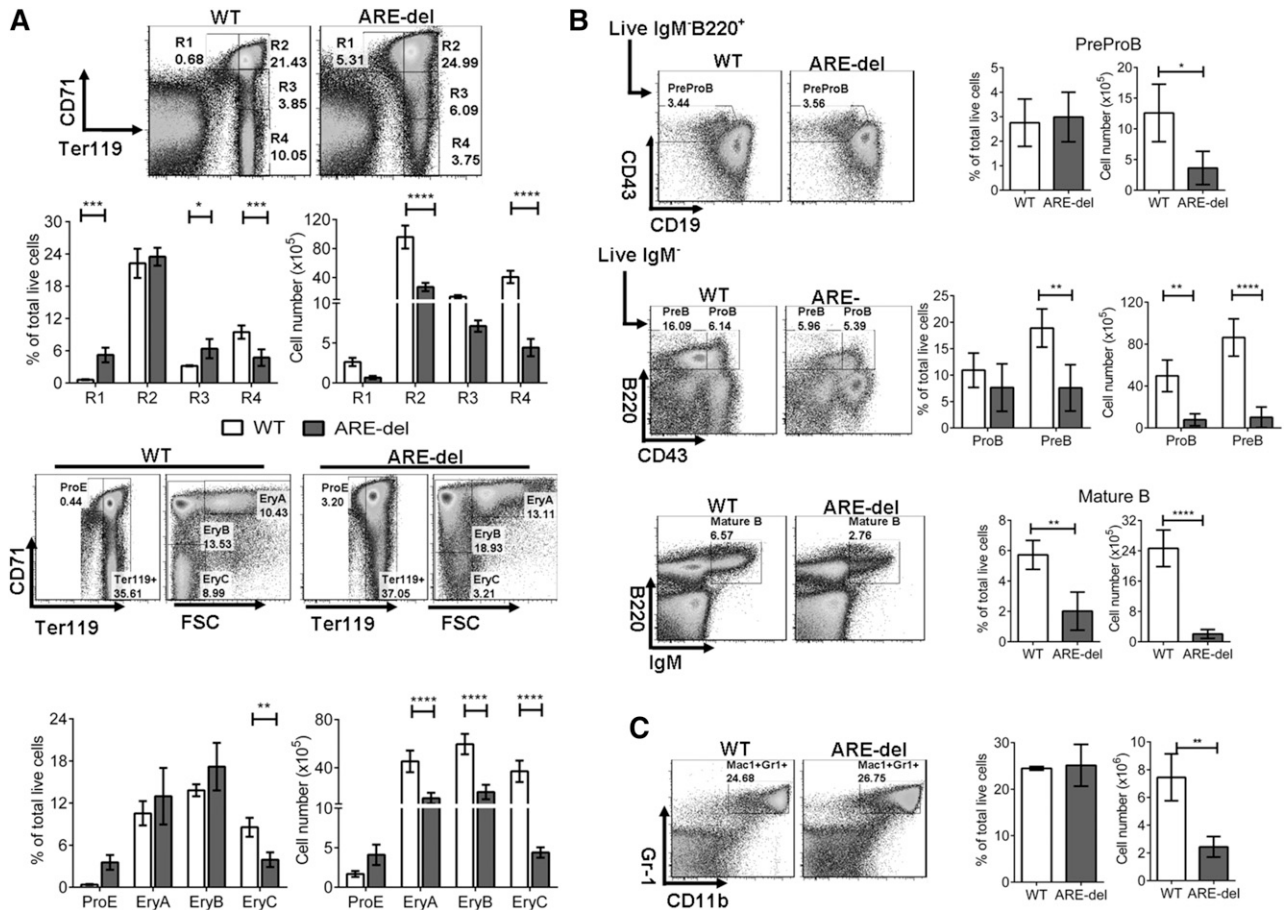 A
WT
ARE-del
R1
0.68
R2
21.43
R3
3.85
R4
10.05
R1
5.31
R2
24.99
R3
6.09
R4
3.75
CD71
Ter119
% of total live cells
30
24
18
12
6
0
***
*
***
R1 R2 R3 R4
Cell number (x10⁵)
120
80
40
10
5
0
****
****
R1 R2 R3 R4
WT ARE-del
WT
ARE-del
ProE
0.44
Ter119+
35.61
EryA
10.43
EryB
13.53
EryC
8.99
ProE
3.20
Ter119+
37.05
EryA
13.11
EryB
18.93
EryC
3.21
CD71
Ter119
FSC
Ter119
FSC
% of total live cells
24
18
12
6
0
**
ProE EryA EryB EryC
Cell number (x10⁵)
80
40
10
5
0
****
****
****
ProE EryA EryB EryC
B
Live IgM⁻B220⁺
WT
ARE-del
PreProB
3.44
PreProB
3.56
CD43
CD19
PreProB
% of total live cells
5
4
3
2
1
0
WT ARE-del
Cell number (x10⁵)
20
15
10
5
0
*
WT ARE-del
Live IgM⁻
WT
ARE-
PreB
16.09
ProB
6.14
PreB
5.96
ProB
5.39
B220
CD43
% of total live cells
25
20
15
10
5
0
**
ProB PreB
Cell number (x10⁵)
120
80
40
0
**
****
ProB PreB
WT
ARE-del
Mature B
6.57
Mature B
2.76
B220
IgM
Mature B
% of total live cells
8
6
4
2
0
**
WT ARE-del
Cell number (x10⁵)
32
24
16
8
0
****
WT ARE-del
C
WT
ARE-del
Mac1+Gr1+
24.68
Mac1+Gr1+
26.75
Gr-1
CD11b
% of total live cells
30
20
10
0
WT ARE-del
Cell number (x10⁶)
10
8
6
4
2
0
**
WT ARE-del